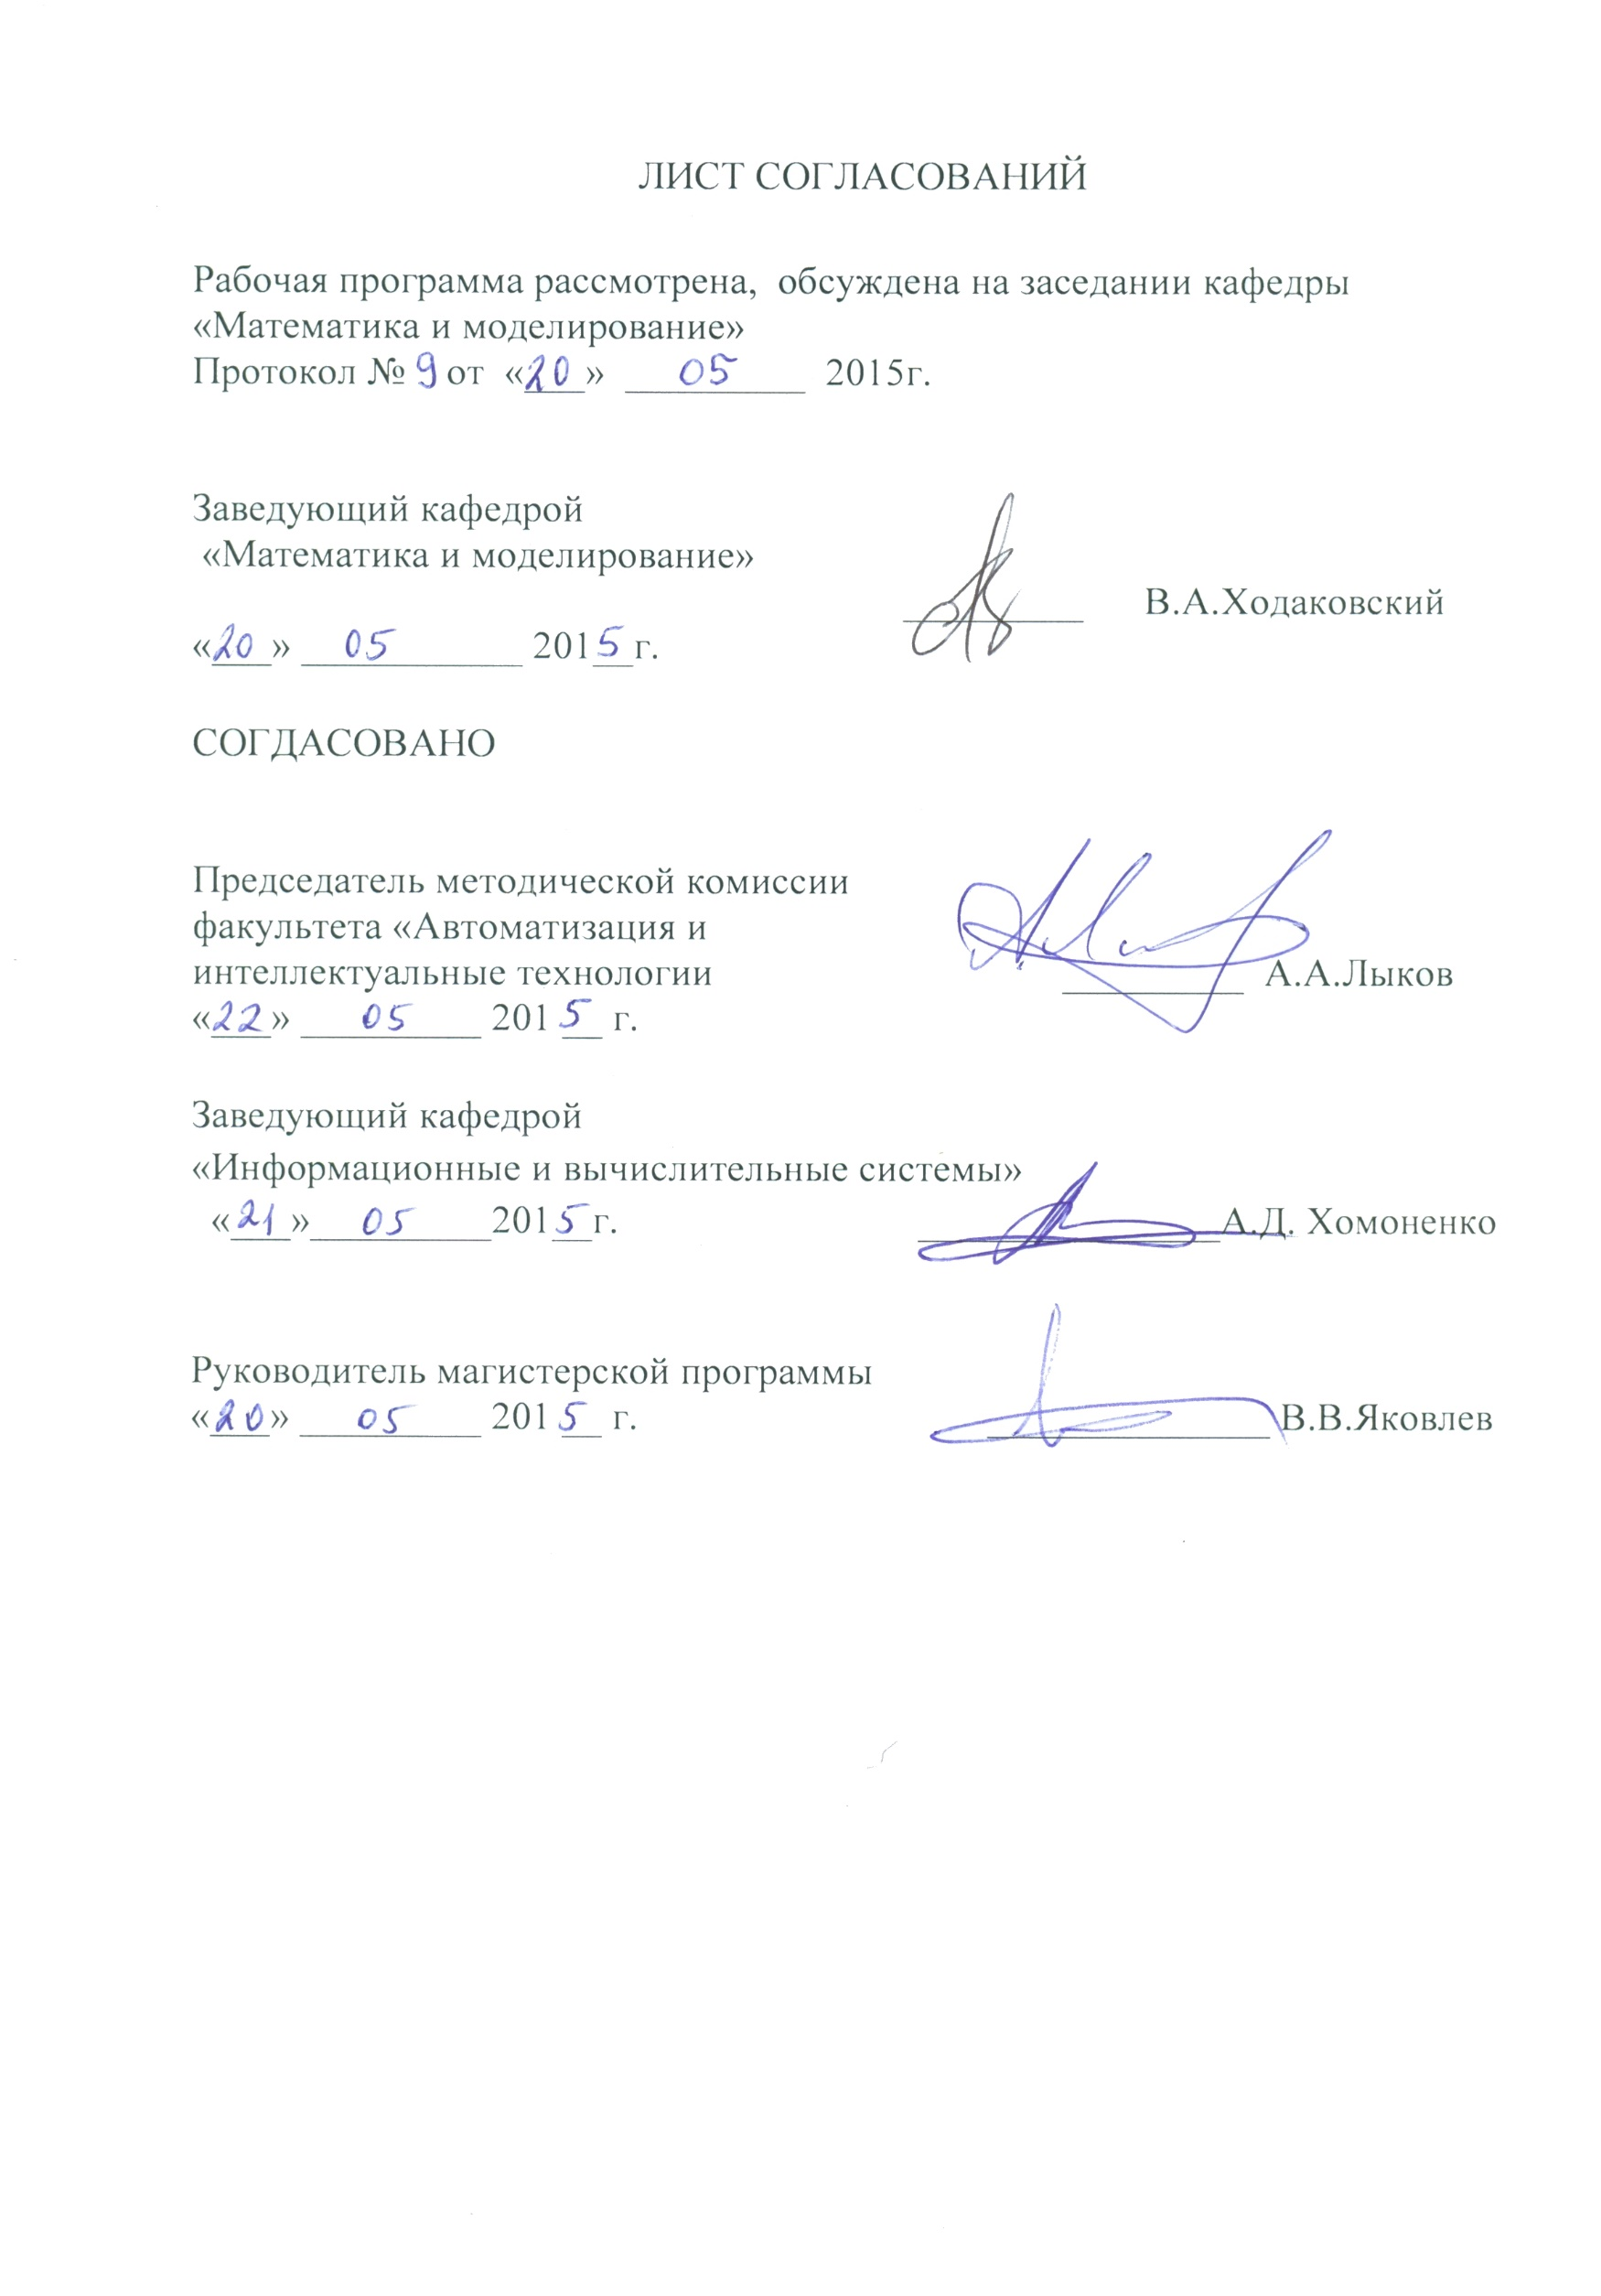 ЛИСТ СОГЛАСОВАНИЙ
Рабочая программа рассмотрена, обсуждена на заседании кафедры
«Математика и моделирование»
Протокол № 9 от «20» 05 2015г.
Заведующий кафедрой
«Математика и моделирование»
В.А.Ходаковский
«20» 05 2015г.
СОГДАСОВАНО
Председатель методической комиссии
факультета «Автоматизация и
интеллектуальные технологии А.А.Лыков
«22» 05 2015 г.
Заведующий кафедрой
«Информационные и вычислительные системы»
«21» 05 2015г. А.Д. Хомоненко
Руководитель магистерской программы
«20» 05 2015 г. В.В.Яковлев